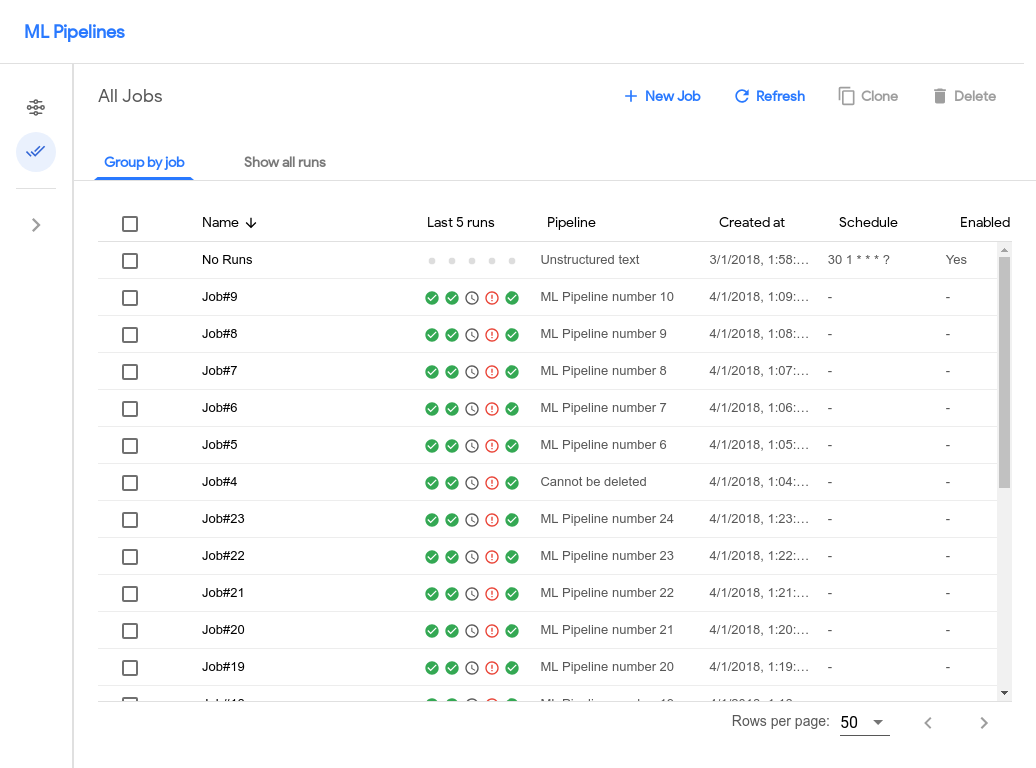 ML Pipelines
All Jobs + New Job Refresh Clone Delete
Group by job Show all runs
Name Last 5 runs Pipeline Created at Schedule Enabled
No Runs Unstructured text 3/1/2018, 1:58:… 30 1 * * * ? Yes
Job#9 ML Pipeline number 10 4/1/2018, 1:09:… - -
Job#8 ML Pipeline number 9 4/1/2018, 1:08:… - -
Job#7 ML Pipeline number 8 4/1/2018, 1:07:… - -
Job#6 ML Pipeline number 7 4/1/2018, 1:06:… - -
Job#5 ML Pipeline number 6 4/1/2018, 1:05:… - -
Job#4 Cannot be deleted 4/1/2018, 1:04:… - -
Job#23 ML Pipeline number 24 4/1/2018, 1:23:… - -
Job#22 ML Pipeline number 23 4/1/2018, 1:22:… - -
Job#21 ML Pipeline number 22 4/1/2018, 1:21:… - -
Job#20 ML Pipeline number 21 4/1/2018, 1:20:… - -
Job#19 ML Pipeline number 20 4/1/2018, 1:19:… - -
Rows per page: 50